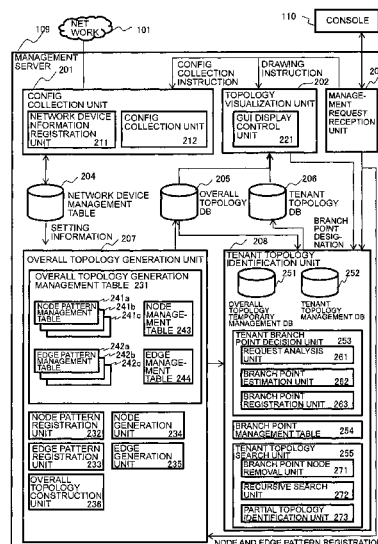 110
CONSOLE
NET
WORK
101
109
MANAGEMENT
SERVER
201
CONFIG
COLLECTION
INSTRUCTION
DRAWING
INSTRUCTION
202
CONFIG
COLLECTION UNIT
NETWORK DEVICE
INFORMATION
REGISTRATION
UNIT 211
CONFIG
COLLECTION UNIT
212
TOPOLOGY
VISUALIZATION UNIT
GUI DISPLAY
CONTROL
UNIT
221
MANAGE-
MENT
REQUEST
RECEPTION
UNIT
204
NETWORK DEVICE
MANAGEMENT
TABLE
205
OVERALL
TOPOLOGY
DB
206
TENANT
TOPOLOGY
DB
SETTING
INFORMATION
BRANCH
POINT
DESIG-
NATION
207
208
OVERALL TOPOLOGY GENERATION UNIT
OVERALL TOPOLOGY GENERATION
MANAGEMENT TABLE 231
241a
241b
241c
NODE PATTERN
MANAGEMENT
TABLE
NODE
MANAGE-
MENT
TABLE 243
242a
242b
242c
EDGE PATTERN
MANAGEMENT
TABLE
EDGE
MANAGE-
MENT
TABLE 244
NODE PATTERN
REGISTRATION
UNIT 232
NODE
GENERATION
UNIT 234
EDGE PATTERN
REGISTRATION
UNIT 233
EDGE
GENERATION
UNIT 235
OVERALL
TOPOLOGY
CONSTRUCTION
UNIT 236
TENANT TOPOLOGY
IDENTIFICATION UNIT
251
252
OVERALL
TOPOLOGY
TEMPORARY
MANAGEMENT DB
TENANT
TOPOLOGY
MANAGEMENT DB
TENANT BRANCH
POINT DECISION UNIT 253
REQUEST ANALYSIS
UNIT 261
BRANCH POINT
ESTIMATION UNIT 262
BRANCH POINT
REGISTRATION UNIT 263
BRANCH POINT
MANAGEMENT TABLE 254
TENANT TOPOLOGY
SEARCH UNIT 255
BRANCH POINT NODE
REMOVAL UNIT 271
RECURSIVE SEARCH
UNIT 272
PARTIAL TOPOLOGY
IDENTIFICATION UNIT 273
NODE AND EDGE PATTERN REGISTRATION